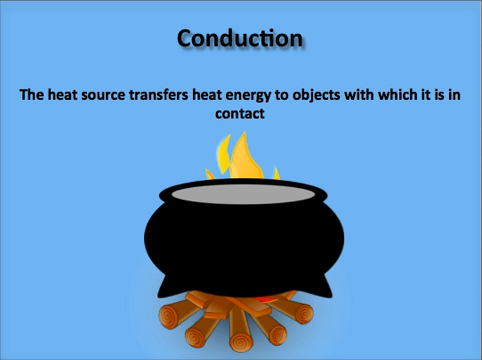 Conduction
The heat source transfers heat energy to objects with which it is in
contact